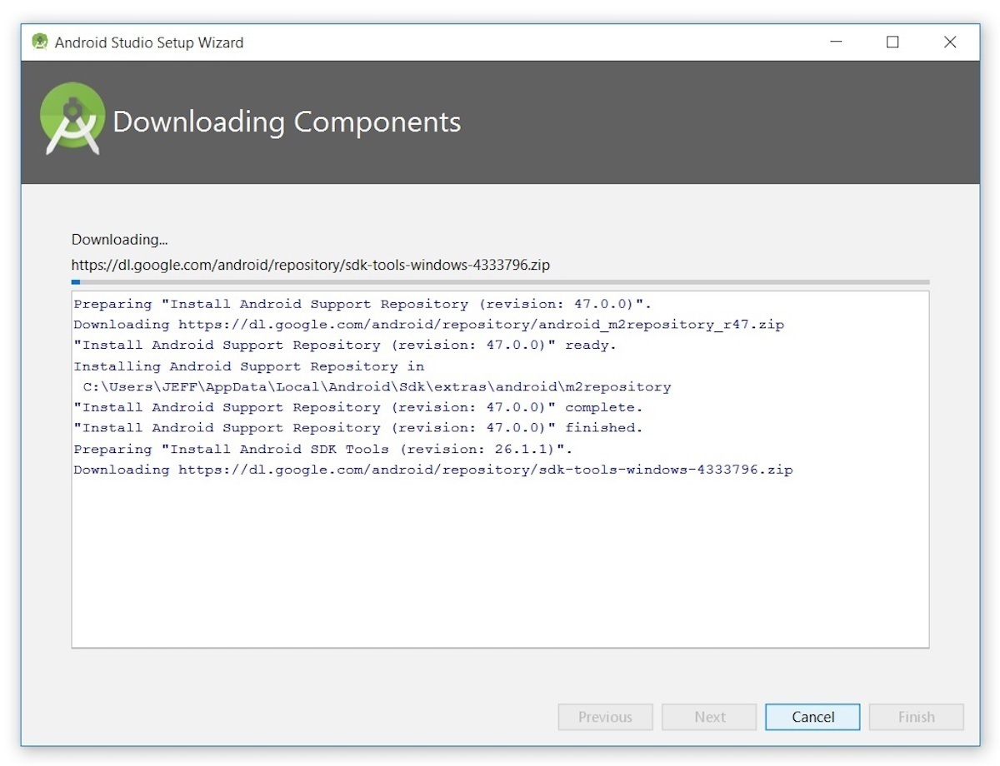 Android Studio Setup Wizard
Downloading Components
Downloading...
https://dl.google.com/android/repository/sdk-tools-windows-4333796.zip
Preparing "Install Android Support Repository (revision: 47.0.0)".
Downloading https://dl.google.com/android/repository/android_m2repository_r47.zip
"Install Android Support Repository (revision: 47.0.0)" ready.
Installing Android Support Repository in
C:\Users\JEFF\AppData\Local\Android\Sdk\extras\android\m2repository
"Install Android Support Repository (revision: 47.0.0)" complete.
"Install Android Support Repository (revision: 47.0.0)" finished.
Preparing "Install Android SDK Tools (revision: 26.1.1)".
Downloading https://dl.google.com/android/repository/sdk-tools-windows-4333796.zip
Previous Next Cancel Finish